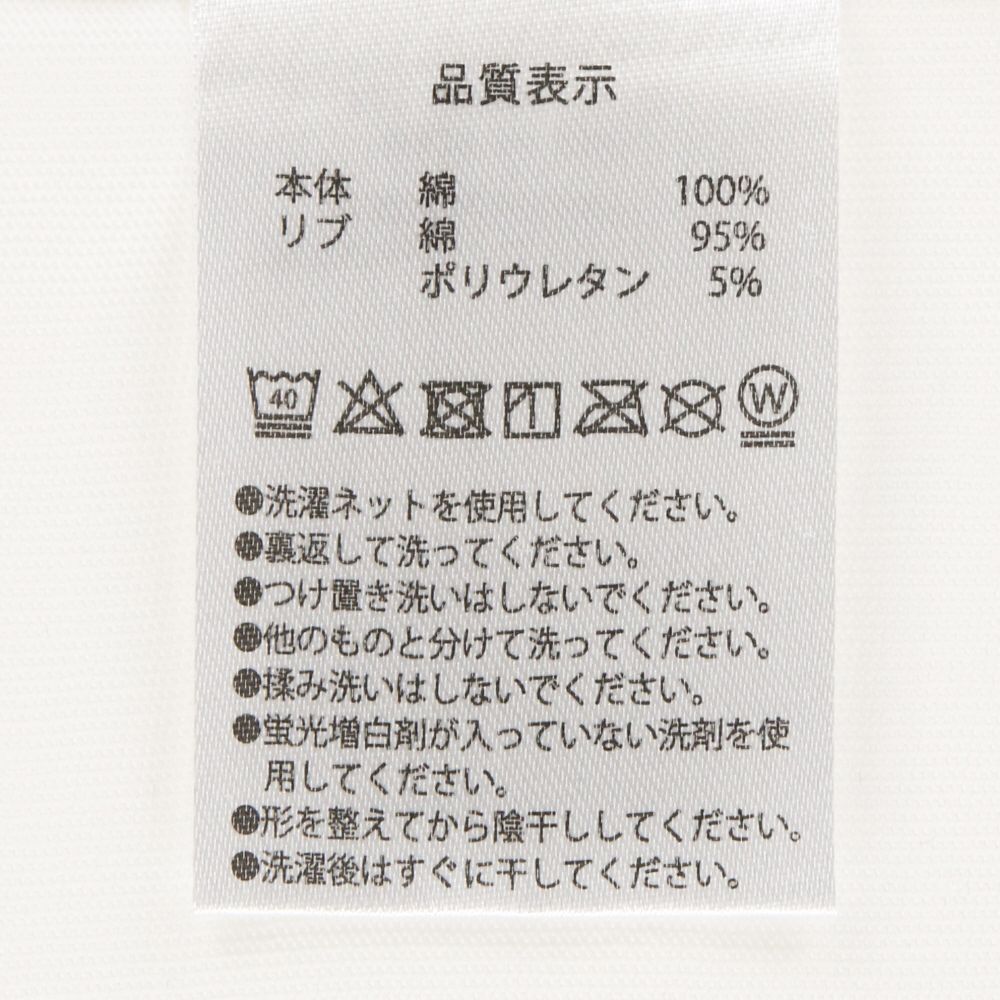 品質表示
本体 綿 100%
リブ 綿 95%
ポリウレタン 5%
40 W
●洗濯ネットを使用してください。
●裏返して洗ってください。
●つけ置き洗いはしないでください。
●他のものと分けて洗ってください。
●揉み洗いはしないでください。
●蛍光増白剤が入っていない洗剤を使
用してください。
●形を整えてから陰干ししてください。
●洗濯後はすぐに干してください。